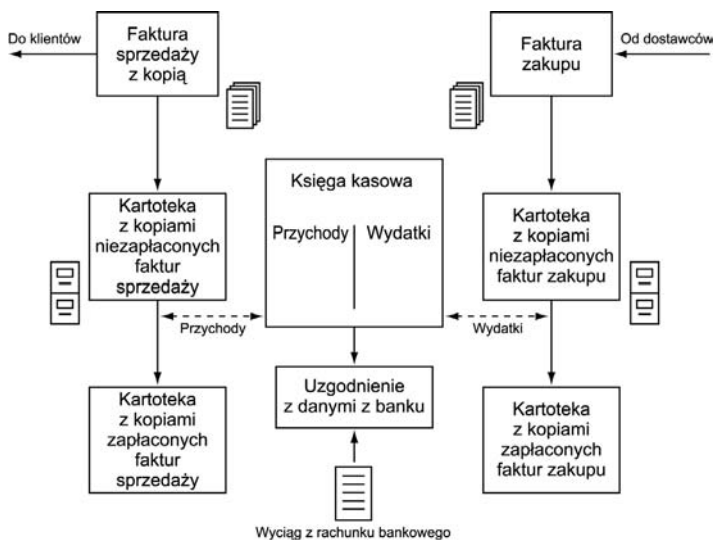 Do klientów
Faktura
sprzedaży
z kopią
Faktura
zakupu
Od dostawców
Księga kasowa
Przychody
Wydatki
Kartoteka
z kopiami
niezapłaconych
faktur
sprzedaży
Kartoteka
z kopiami
niezapłaconych
faktur zakupu
Przychody
Wydatki
Uzgodnienie
z danymi z banku
Kartoteka
z kopiami
zapłaconych
faktur
sprzedaży
Kartoteka
z kopiami
zapłaconych
faktur zakupu
Wyciąg z rachunku bankowego